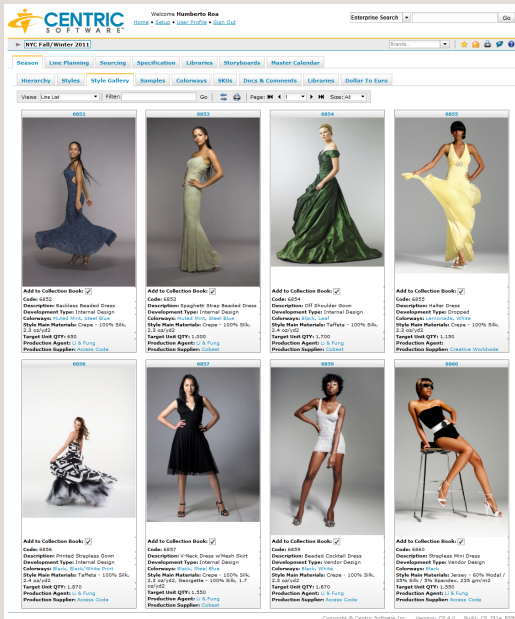 CENTRIC
SOFTWARE
Welcome Humberto Roa
Home • Setup • User Profile • Sign Out
Enterprise Search
Go
NYC Fall/Winter 2011
Brands...
Season
Line Planning
Sourcing
Specification
Libraries
Storyboards
Master Calendar
Hierarchy
Styles
Style Gallery
Samples
Colorways
SKUs
Docs & Comments
Libraries
Dollar To Euro
Views: Line List
Filter:
Go
Page: 1
Size: All
6852
Add to Collection Book:
Code: 6852
Description: Backless Beaded Dress
Development Type: Internal Design
Colorways: Muted Mint, Steel Blue
Style Main Materials: Crepe - 100% Silk,
2.3 oz/yd2
Target Unit QTY: 650
Production Agent: Li & Fung
Production Supplier: Access Code
6853
Add to Collection Book:
Code: 6853
Description: Spaghetti Strap Beaded Dress
Development Type: Internal Design
Colorways: Muted Mint, Steel Blue
Style Main Materials: Crepe - 100% Silk,
2.3 oz/yd2
Target Unit QTY: 1,000
Production Agent: Li & Fung
Production Supplier: Cobest
6854
Add to Collection Book:
Code: 6854
Description: Off Shoulder Gown
Development Type: Internal Design
Colorways: Black, Leaf
Style Main Materials: Taffeta - 100% Silk,
2.4 oz/yd2
Target Unit QTY: 1,700
Production Agent: Li & Fung
Production Supplier: Cobest
6855
Add to Collection Book:
Code: 6855
Description: Halter Dress
Development Type: Dropped
Colorways: Lemonade, White
Style Main Materials: Crepe - 100% Silk,
2.3 oz/yd2
Target Unit QTY: 1,150
Production Agent:
Production Supplier: Creative Worldwide
6856
Add to Collection Book:
Code: 6856
Description: Printed Strapless Gown
Development Type: Internal Design
Colorways: Black, Black/White Print
Style Main Materials: Taffeta - 100% Silk,
2.4 oz/yd2
Target Unit QTY: 1,870
Production Agent: Li & Fung
Production Supplier: Access Code
6857
Add to Collection Book:
Code: 6857
Description: V-Neck Dress w/Mesh Skirt
Development Type: Internal Design
Colorways: Black, Steel Blue
Style Main Materials: Crepe - 100% Silk,
2.3 oz/yd2, Georgette - 100% Silk, 1.7
oz/yd2
Target Unit QTY: 1,550
Production Agent: Li & Fung
Production Supplier: Cobest
6859
Add to Collection Book:
Code: 6859
Description: Beaded Cocktail Dress
Development Type: Vendor Design
Colorways: Black, White
Style Main Materials: Crepe - 100% Silk,
2.3 oz/yd2
Target Unit QTY: 1,550
Production Agent: Li & Fung
Production Supplier: Access Code
6860
Add to Collection Book:
Code: 6860
Description: Strapless Mini Dress
Development Type: Vendor Design
Colorways: Black
Style Main Materials: Jersey - 60% Modal /
35% Silk / 5% Spandex, 235 gm/m2
Target Unit QTY: 1,550
Production Agent: Li & Fung
Production Supplier: Access Code
Copyright © Centric Software Inc. Version: C8 4.0